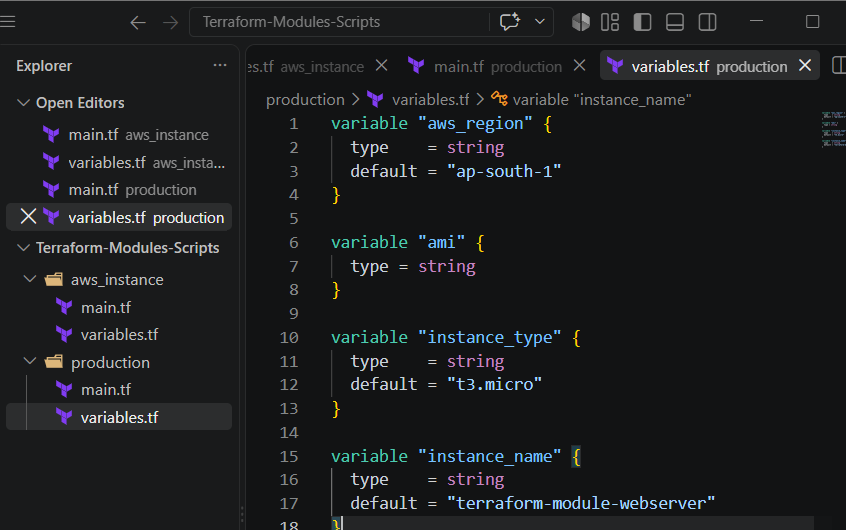 Terraform-Modules-Scripts
Explorer
Open Editors
main.tf aws_instance
variables.tf aws_insta...
main.tf production
variables.tf production
Terraform-Modules-Scripts
aws_instance
main.tf
variables.tf
production
main.tf
variables.tf
es.tf aws_instance main.tf production variables.tf production
production > variables.tf > variable "instance_name"
1 variable "aws_region" {
2 type = string
3 default = "ap-south-1"
4 }
5
6 variable "ami" {
7 type = string
8 }
9
10 variable "instance_type" {
11 type = string
12 default = "t3.micro"
13 }
14
15 variable "instance_name" {
16 type = string
17 default = "terraform-module-webserver"
18 }